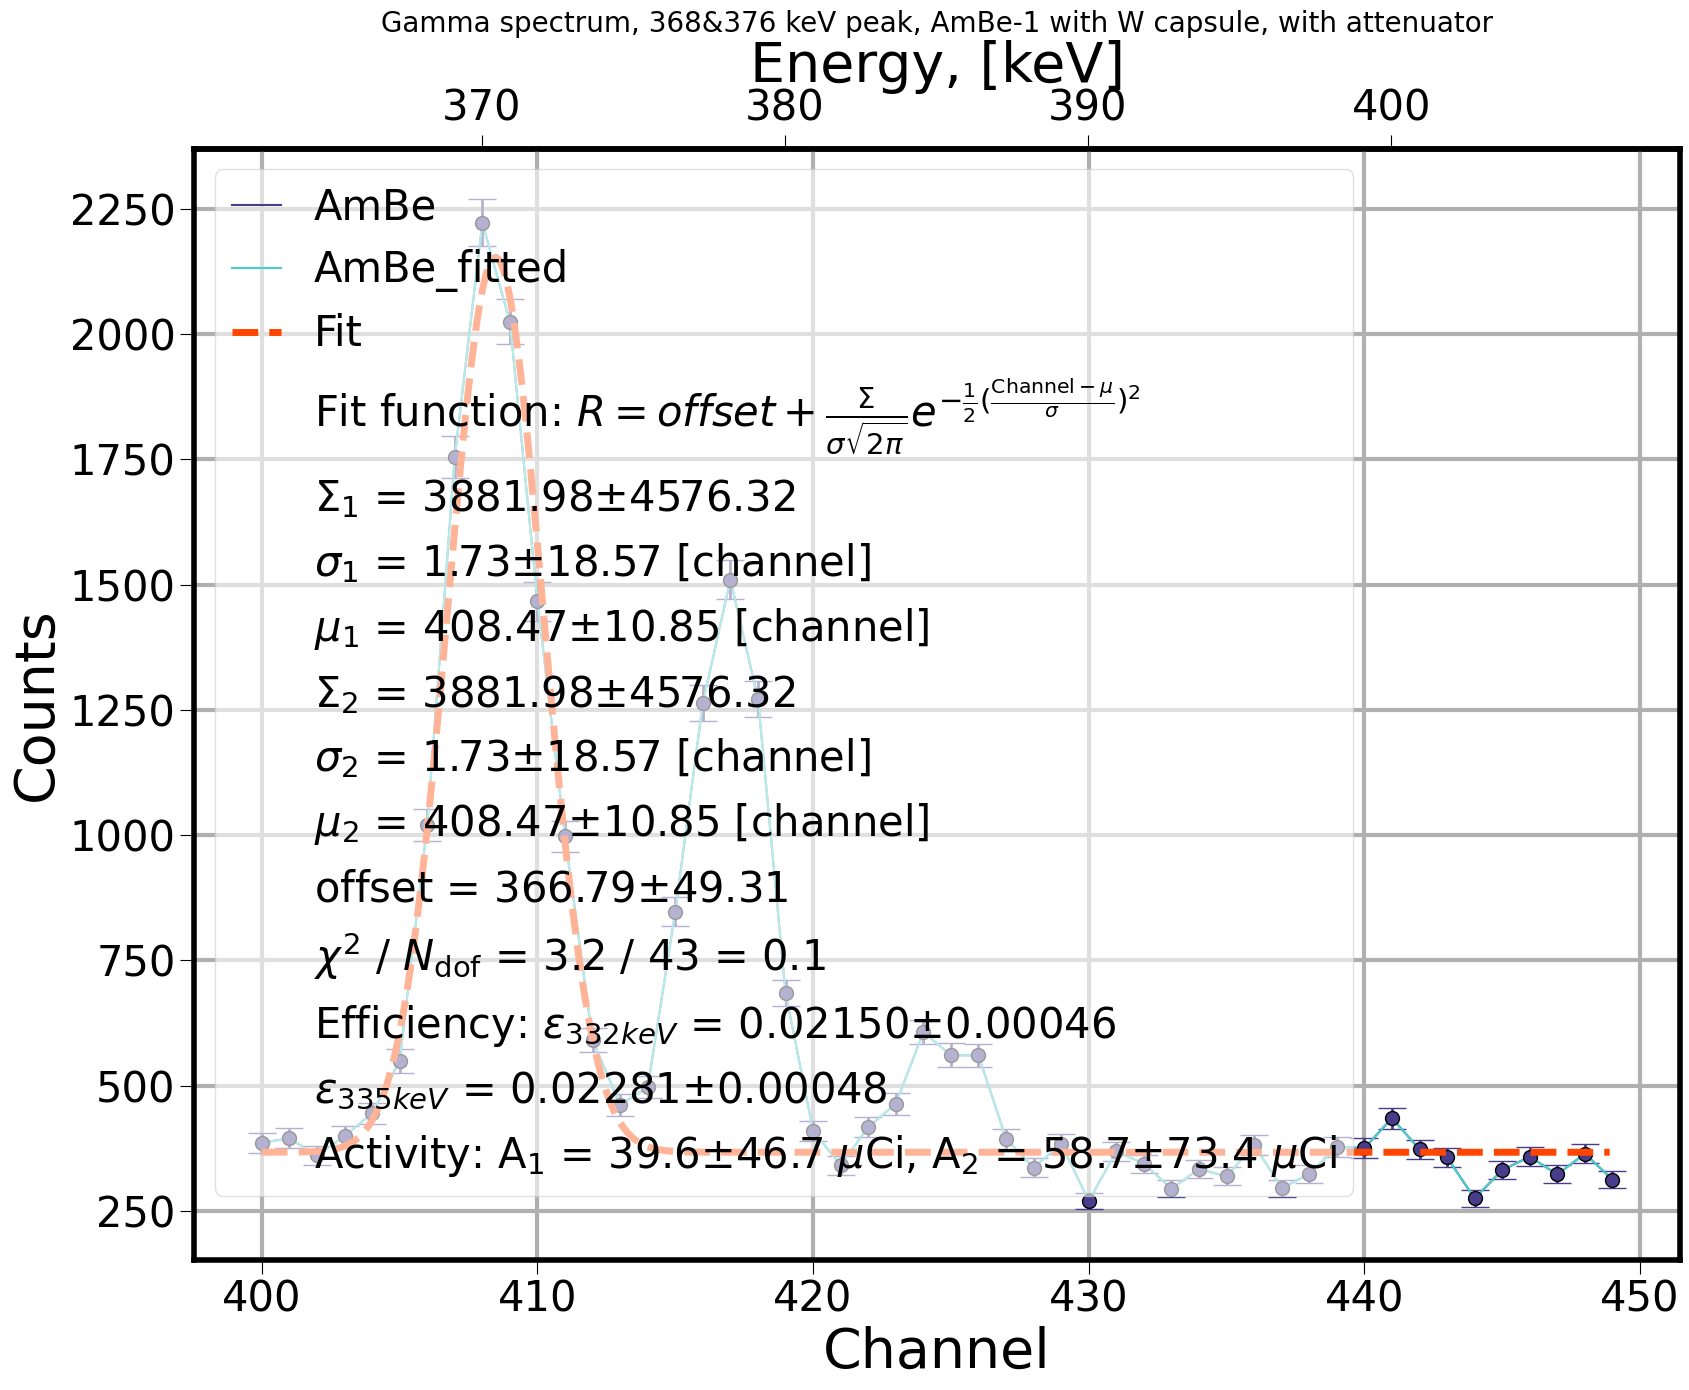 Gamma spectrum, 368&376 keV peak, AmBe-1 with W capsule, with attenuator
Energy, [keV]
370 380 390 400
AmBe
AmBe_fitted
Fit
Fit function: R = offset + Σ/(σ√2π) e^(−1/2((Channel − μ)/σ)²)
Σ₁ = 3881.98±4576.32
σ₁ = 1.73±18.57 [channel]
μ₁ = 408.47±10.85 [channel]
Σ₂ = 3881.98±4576.32
σ₂ = 1.73±18.57 [channel]
μ₂ = 408.47±10.85 [channel]
offset = 366.79±49.31
χ² / N_dof = 3.2 / 43 = 0.1
Efficiency: ε_332keV = 0.02150±0.00046
ε_335keV = 0.02281±0.00048
Activity: A₁ = 39.6±46.7 μCi, A₂ = 58.7±73.4 μCi
2250
2000
1750
1500
1250
1000
750
500
250
Counts
400 410 420 430 440 450
Channel